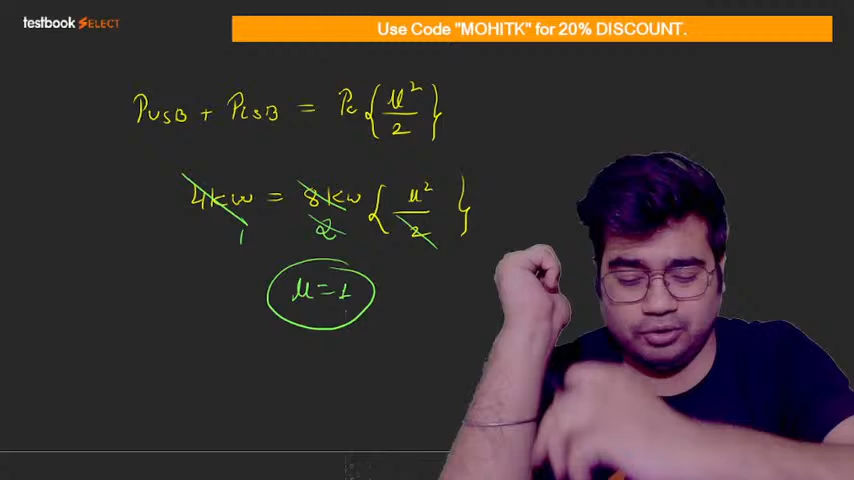 testbook SELECT
Use Code "MOHITK" for 20% DISCOUNT.
PUSB + PLSB = Pc { μ² / 2 }
4kw = 8kw { μ² / 2 }
1 2
μ = 1